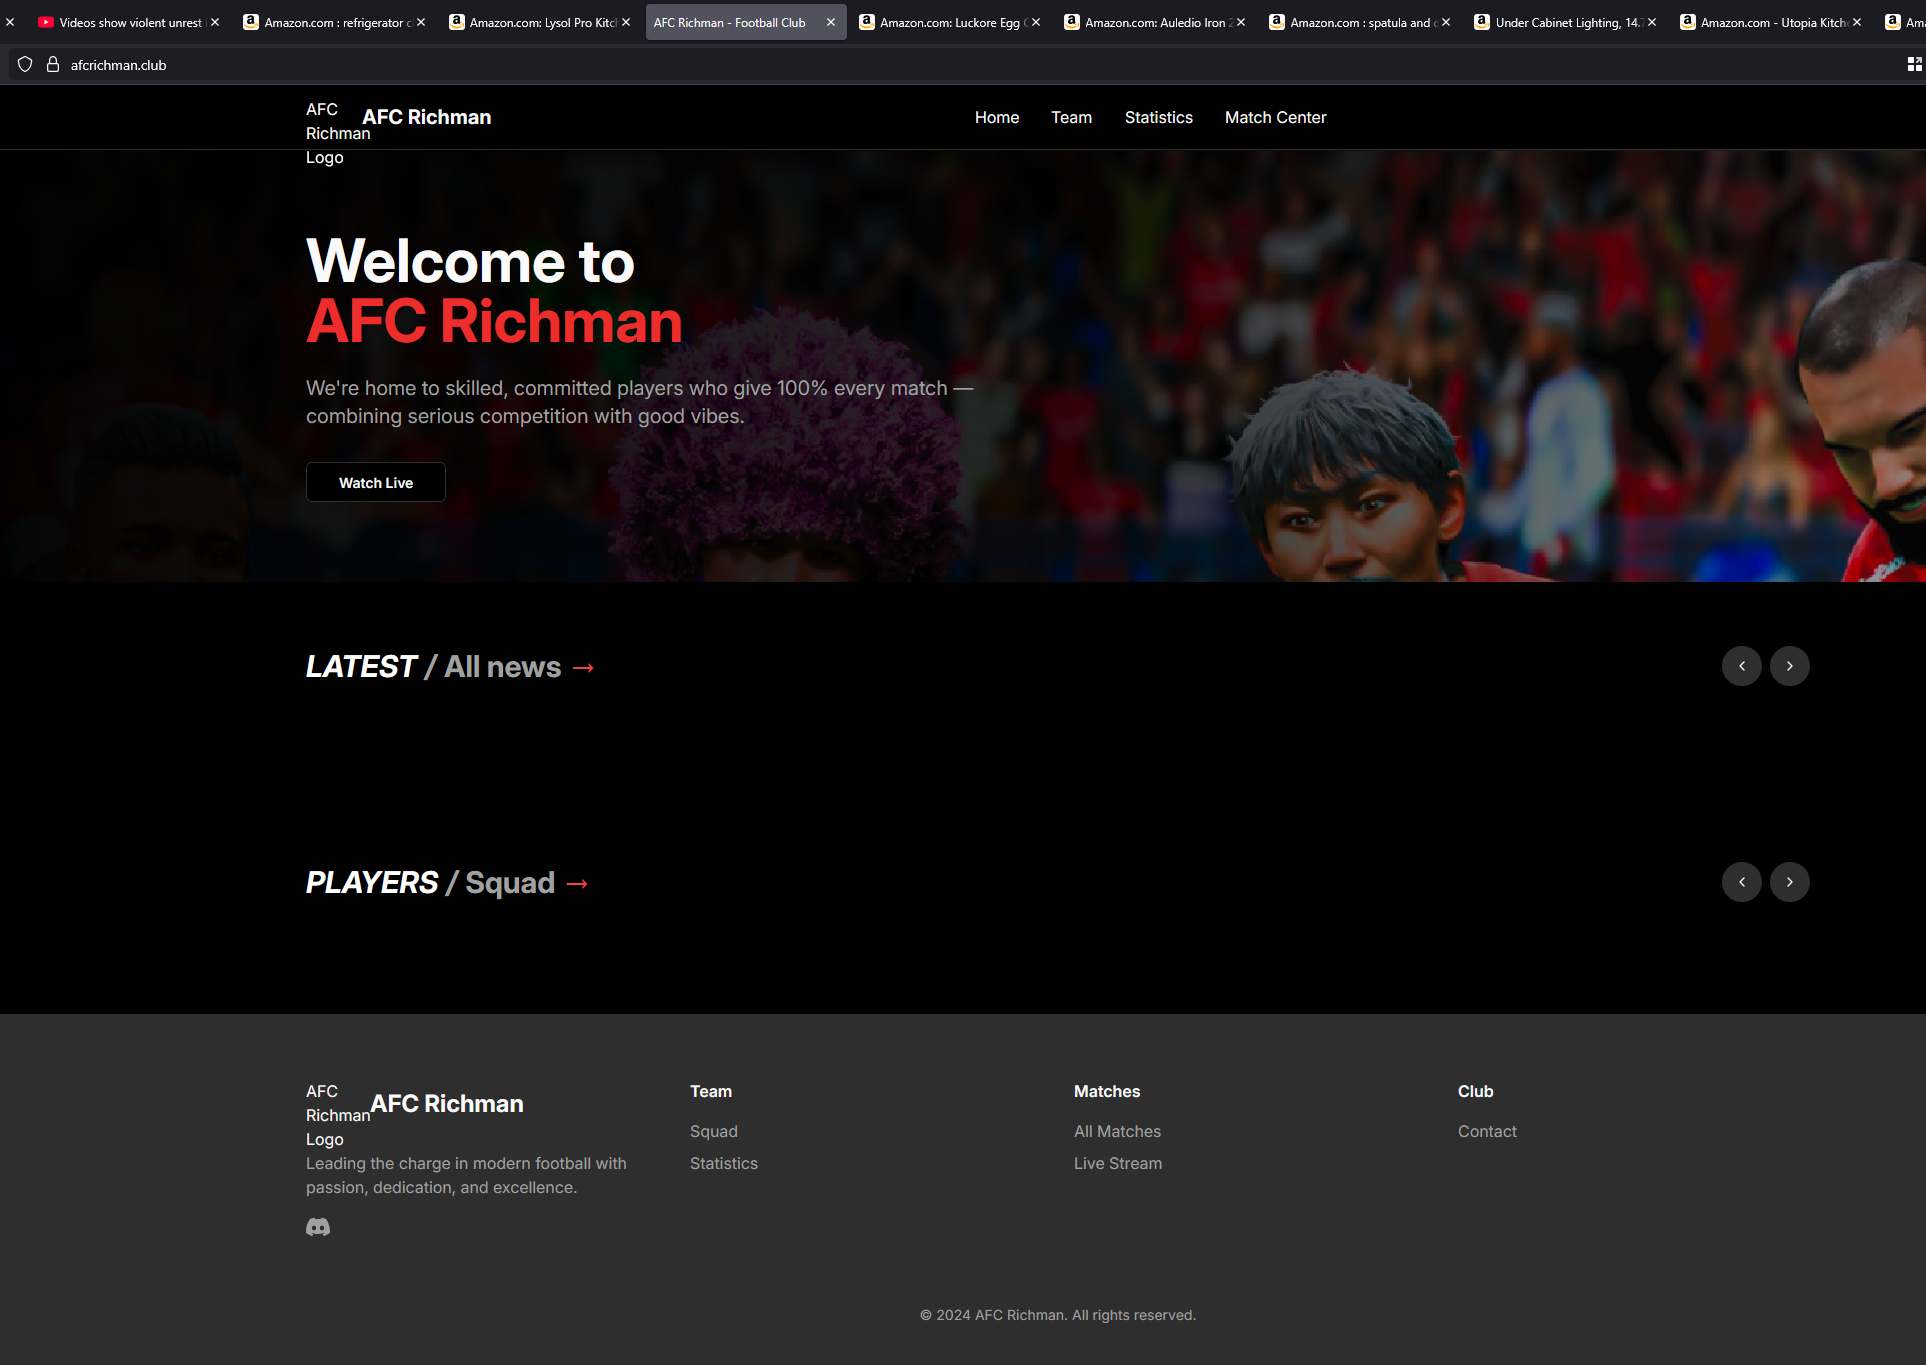 Videos show violent unrest
Amazon.com : refrigerator c
Amazon.com: Lysol Pro Kitc
AFC Richman - Football Club
Amazon.com: Luckore Egg
Amazon.com: Auledio Iron
Amazon.com : spatula and
Under Cabinet Lighting, 14.
Amazon.com - Utopia Kitch
Am
afcrichman.club
AFC
Richman
Logo
AFC Richman
Home
Team
Statistics
Match Center
Welcome to
AFC Richman
We're home to skilled, committed players who give 100% every match —
combining serious competition with good vibes.
Watch Live
LATEST / All news →
PLAYERS / Squad →
AFC
Richman
Logo
AFC Richman
Leading the charge in modern football with
passion, dedication, and excellence.
Team
Squad
Statistics
Matches
All Matches
Live Stream
Club
Contact
© 2024 AFC Richman. All rights reserved.